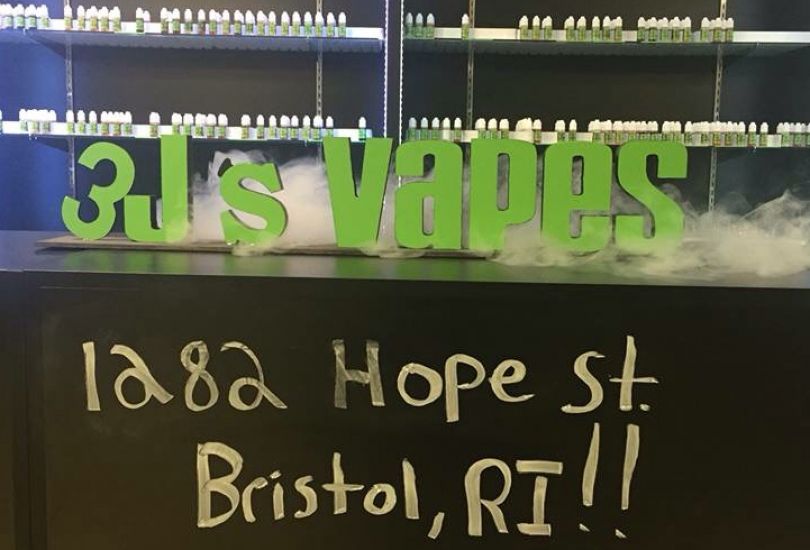 3J's vapes
1282 Hope st.
Bristol, RI!!